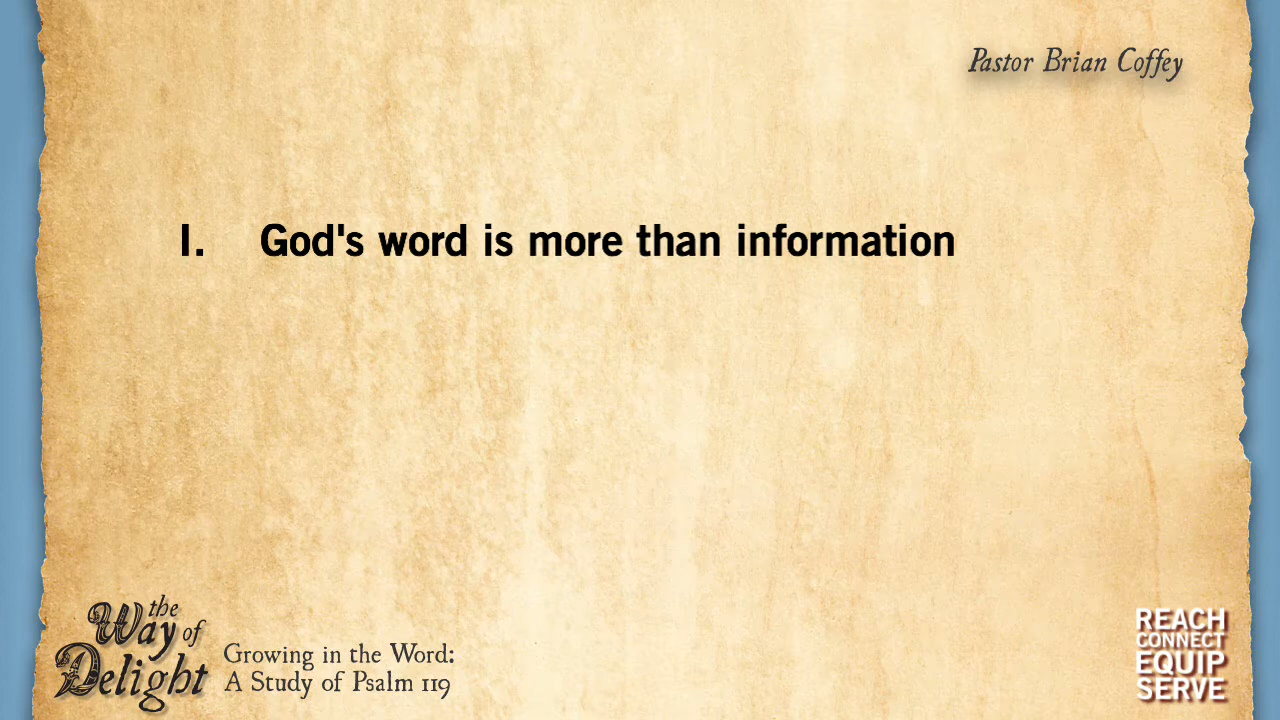 Pastor Brian Coffey
I. God's word is more than information
the
Way of
Delight
Growing in the Word:
A Study of Psalm 119
REACH
CONNECT
EQUIP
SERVE